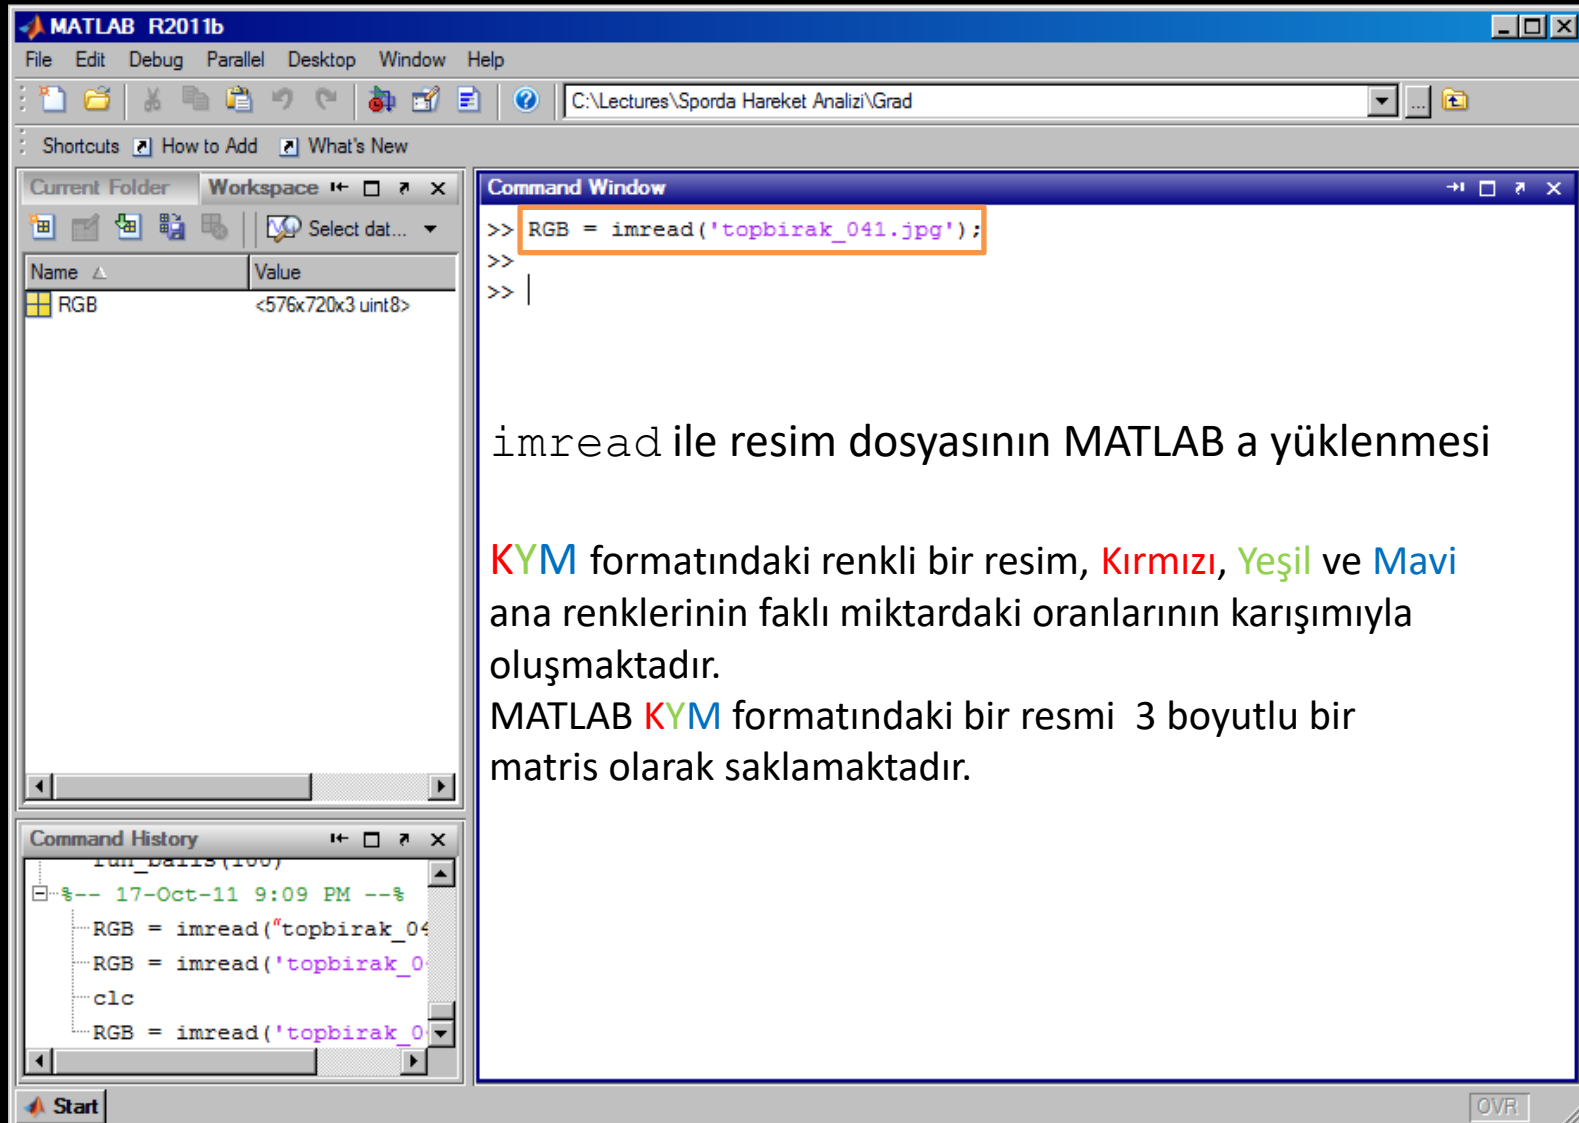 MATLAB R2011b
File Edit Debug Parallel Desktop Window Help
C:\Lectures\Sporda Hareket Analizi\Grad
...
Shortcuts How to Add What's New
Current Folder Workspace
Select dat...
Name Value
RGB <576x720x3 uint8>
Command Window
>> RGB = imread('topbirak_041.jpg');
>>
>>
imread ile resim dosyasının MATLAB a yüklenmesi
KYM formatındaki renkli bir resim, Kırmızı, Yeşil ve Mavi
ana renklerinin faklı miktardaki oranlarının karışımıyla
oluşmaktadır.
MATLAB KYM formatındaki bir resmi 3 boyutlu bir
matris olarak saklamaktadır.
Command History
run_balls(100)
%-- 17-Oct-11 9:09 PM --%
RGB = imread("topbirak_04
RGB = imread('topbirak_0
clc
RGB = imread('topbirak_0
Start
OVR